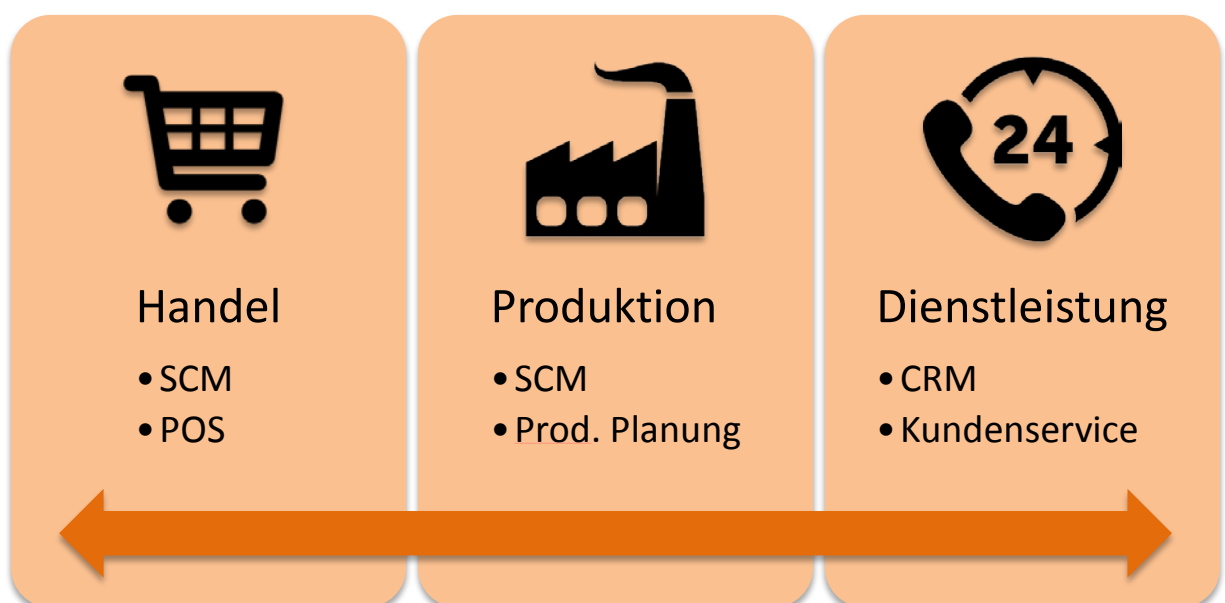 24
Handel
• SCM
• POS
Produktion
• SCM
• Prod. Planung
Dienstleistung
• CRM
• Kundenservice